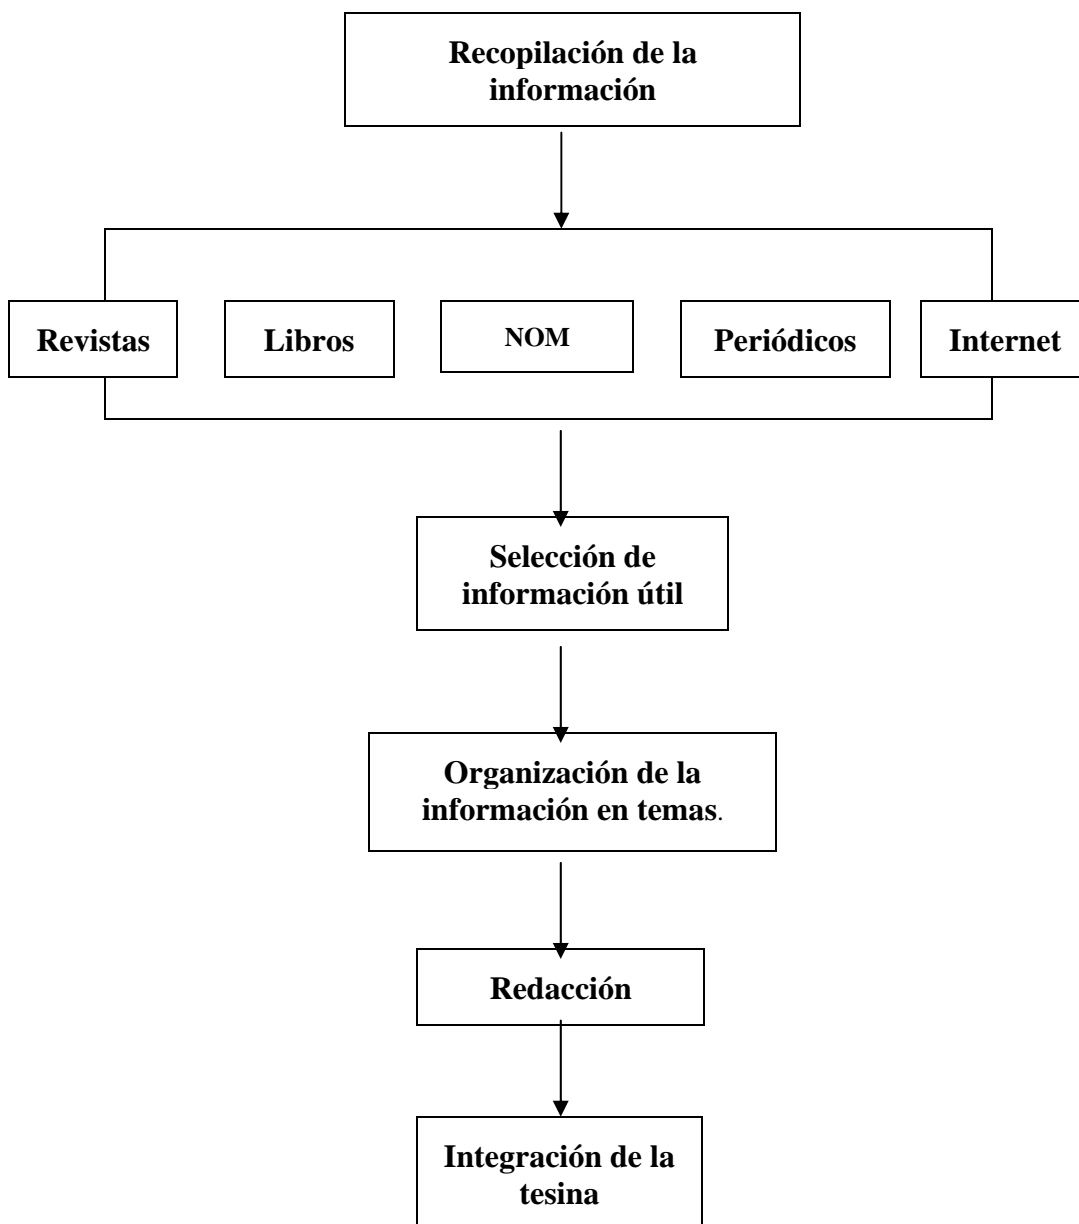 Recopilación de la
información
Revistas
Libros
NOM
Periódicos
Internet
Selección de
información útil
Organización de la
información en temas.
Redacción
Integración de la
tesina